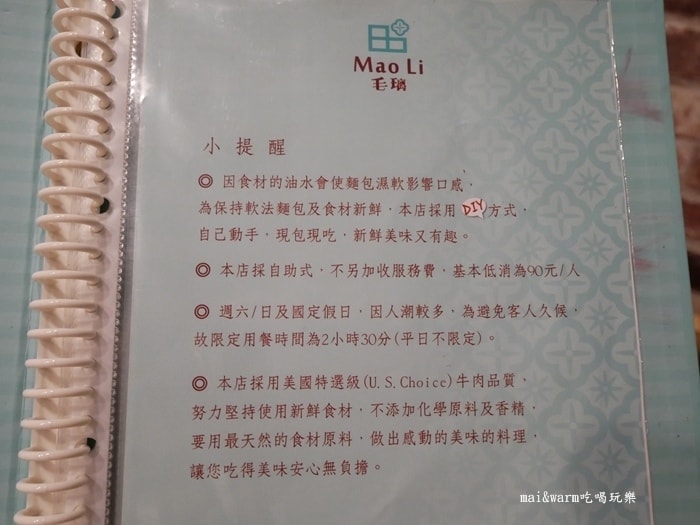 Mao Li
毛璃
小提醒
◎ 因食材的油水會使麵包濕軟影響口感，
為保持軟法麵包及食材新鮮，本店採用 DIY 方式，
自己動手，現包現吃，新鮮美味又有趣。
◎ 本店採自助式，不另加收服務費，基本低消為90元/人
◎ 週六/日及國定假日，因人潮較多，為避免客人久候，
故限定用餐時間為2小時30分(平日不限定)。
◎ 本店採用美國特選級(U.S.Choice)牛肉品質，
努力堅持使用新鮮食材，不添加化學原料及香精，
要用最天然的食材原料，做出感動的美味的料理，
讓您吃得美味安心無負擔。
mai&warm吃喝玩樂